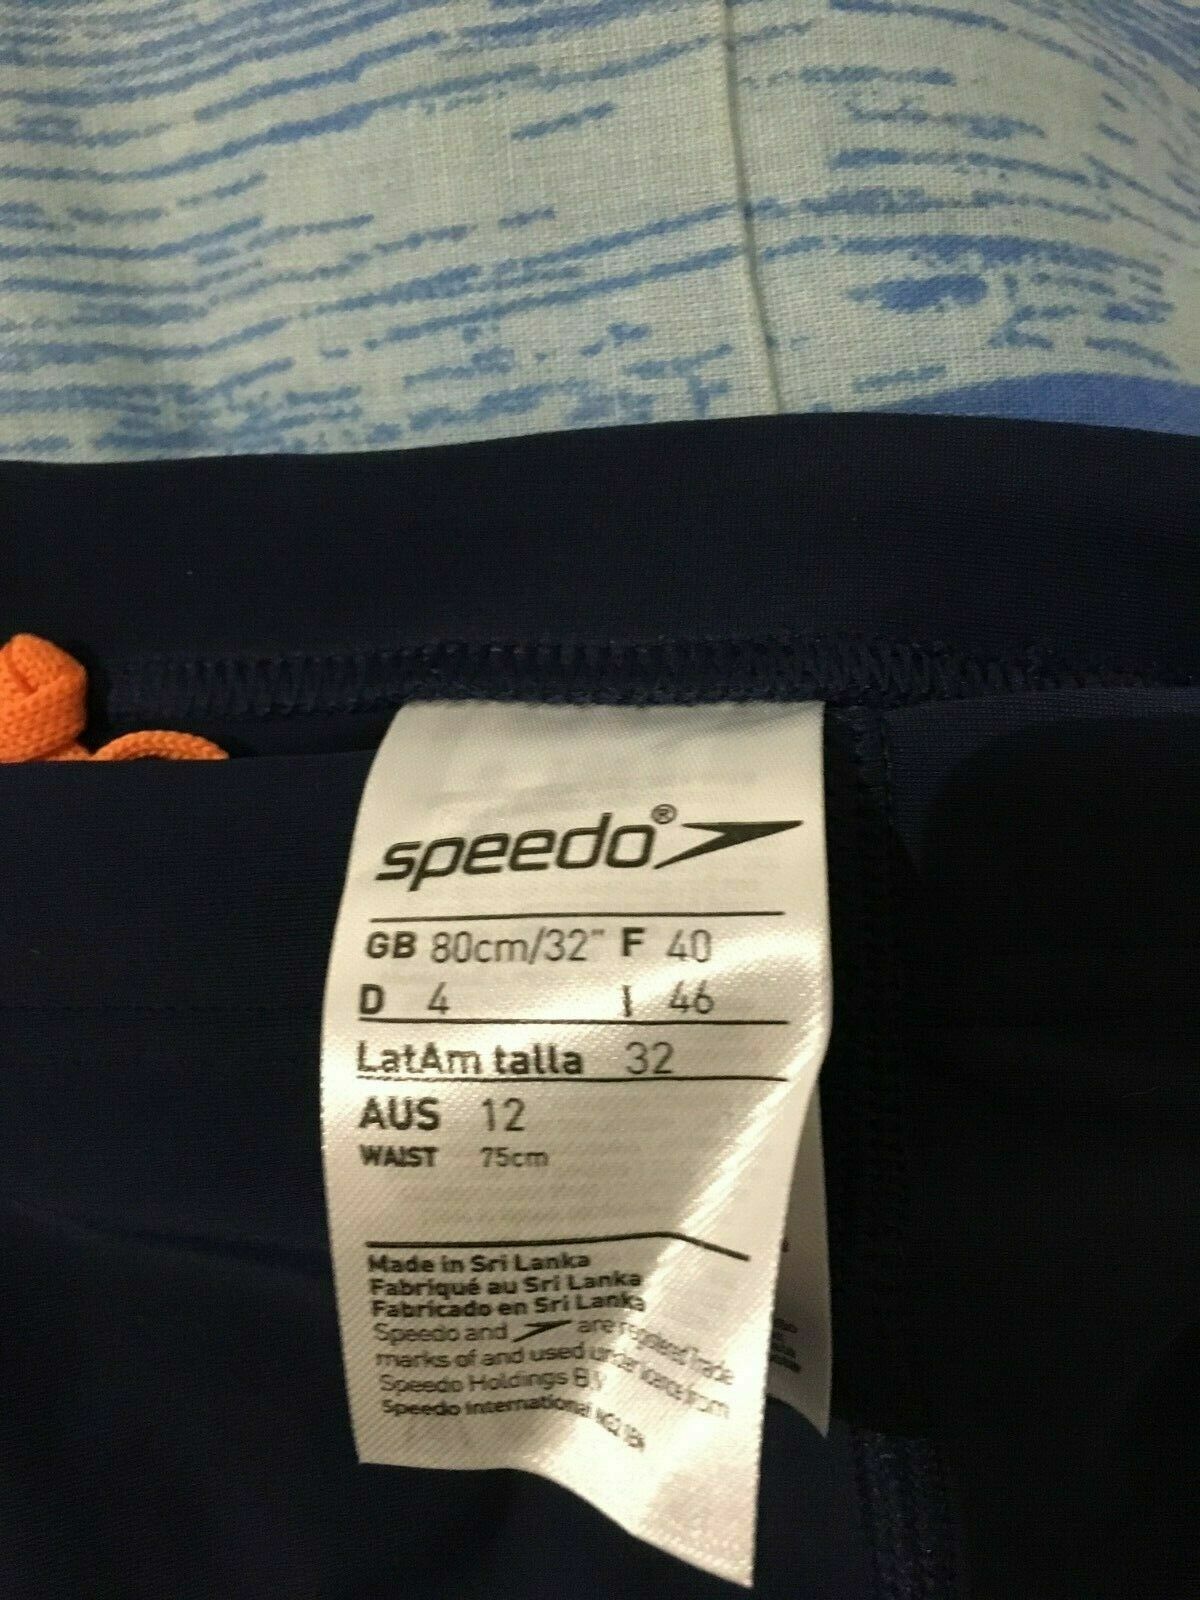 speedo®
GB 80cm/32" F 40
D 4 I 46
LatAm talla 32
AUS 12
WAIST 75cm
Made in Sri Lanka
Fabriqué au Sri Lanka
Fabricado en Sri Lanka
Speedo and are registered Trade
marks of and used under licence from
Speedo Holdings B.V.
Speedo International